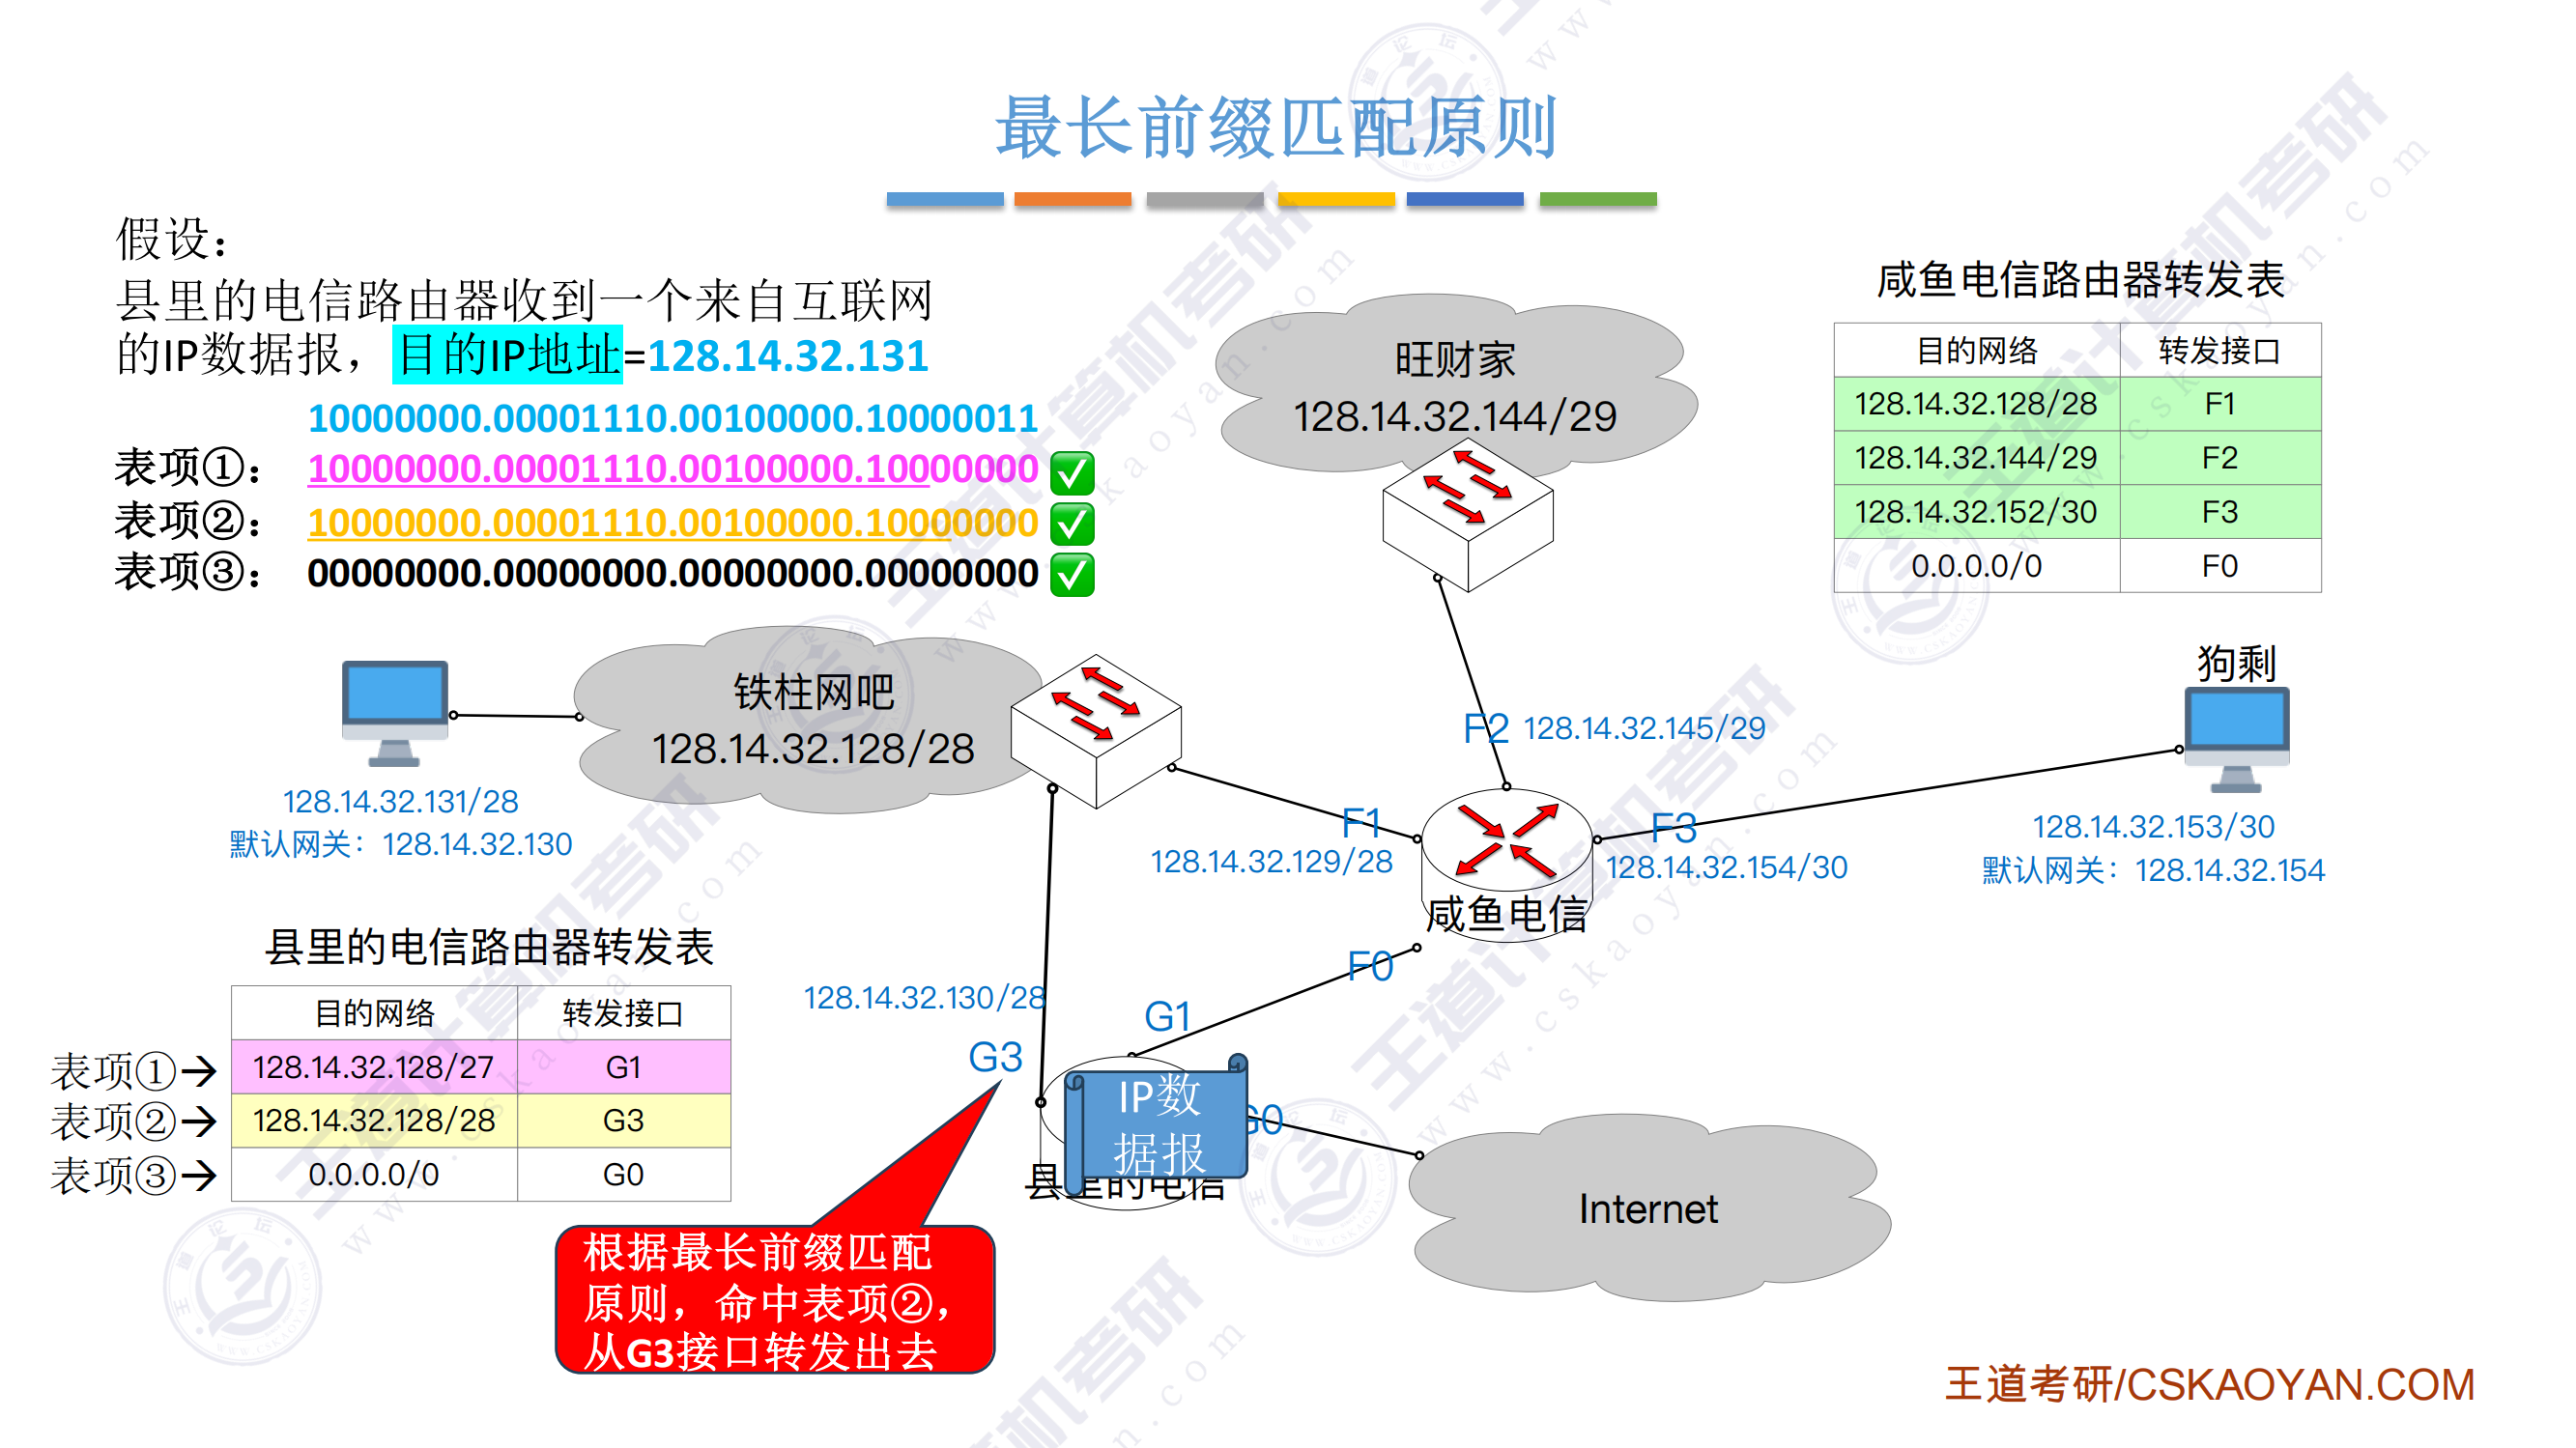 最长前缀匹配原则
假设：
县里的电信路由器收到一个来自互联网
的IP数据报，目的IP地址=128.14.32.131
10000000.00001110.00100000.10000011
表项①： 10000000.00001110.00100000.10000000
表项②： 10000000.00001110.00100000.10000000
表项③： 00000000.00000000.00000000.00000000
咸鱼电信路由器转发表
目的网络 转发接口
128.14.32.128/28 F1
128.14.32.144/29 F2
128.14.32.152/30 F3
0.0.0.0/0 F0
旺财家
128.14.32.144/29
铁柱网吧
128.14.32.128/28
128.14.32.131/28
默认网关：128.14.32.130
F2 128.14.32.145/29
F1
128.14.32.129/28
F3
128.14.32.154/30
咸鱼电信
F0
狗剩
128.14.32.153/30
默认网关：128.14.32.154
县里的电信路由器转发表
目的网络 转发接口
表项①→ 128.14.32.128/27 G1
表项②→ 128.14.32.128/28 G3
表项③→ 0.0.0.0/0 G0
128.14.32.130/28
G1
G3
IP数
据报
G0
县里的电信
Internet
根据最长前缀匹配
原则，命中表项②，
从G3接口转发出去
王道考研/CSKAOYAN.COM
王道计算机考研
www.cskaoyan.com